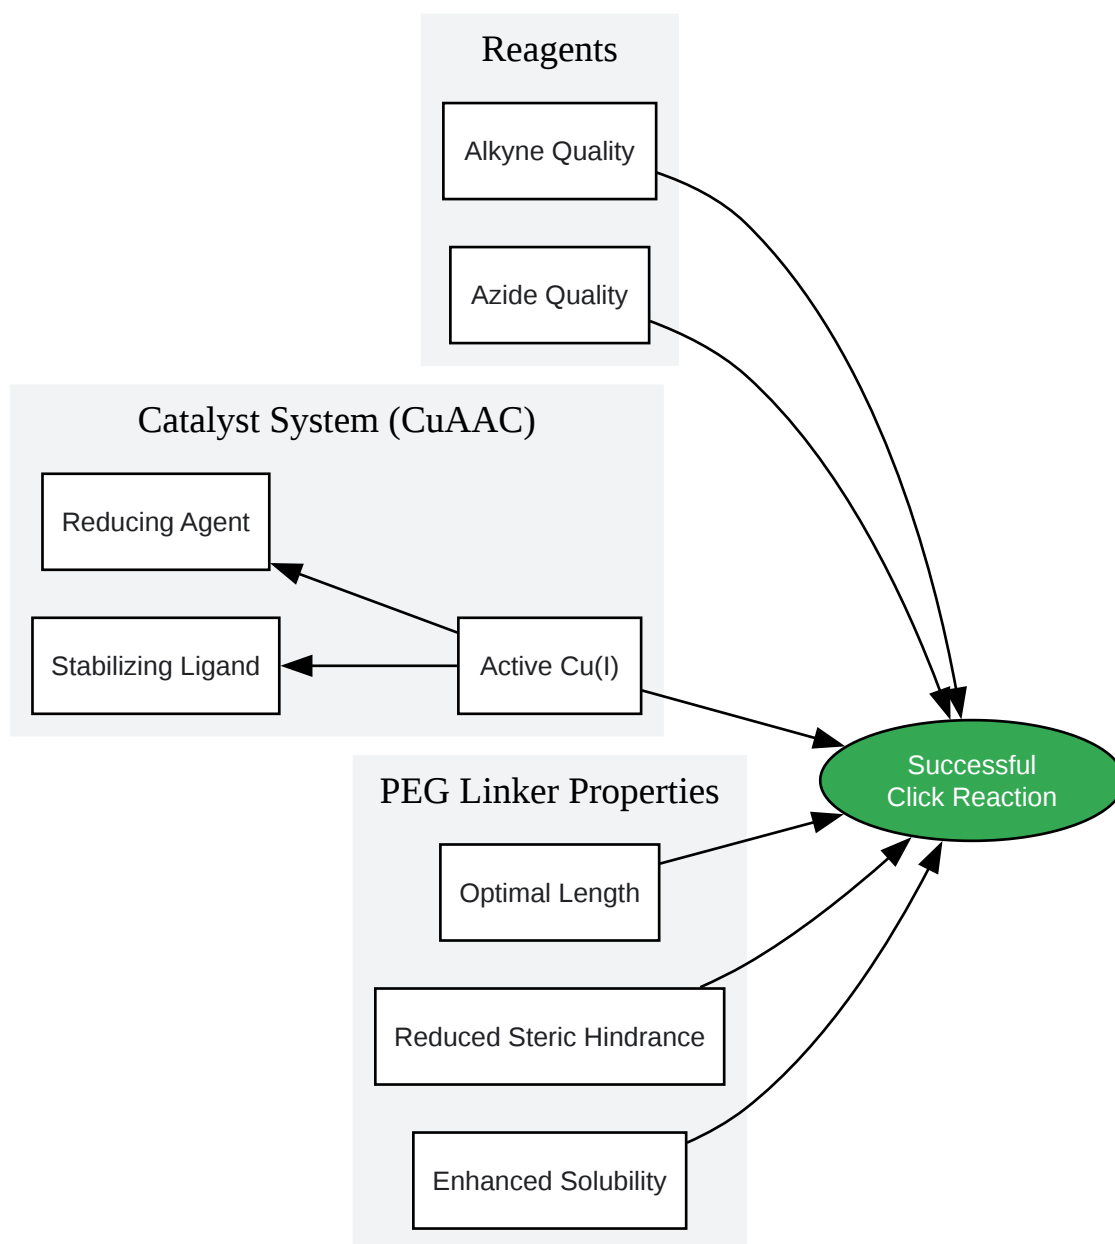 Reagents
Alkyne Quality
Azide Quality
Catalyst System (CuAAC)
Reducing Agent
Stabilizing Ligand
Active Cu(I)
Successful
Click Reaction
PEG Linker Properties
Optimal Length
Reduced Steric Hindrance
Enhanced Solubility